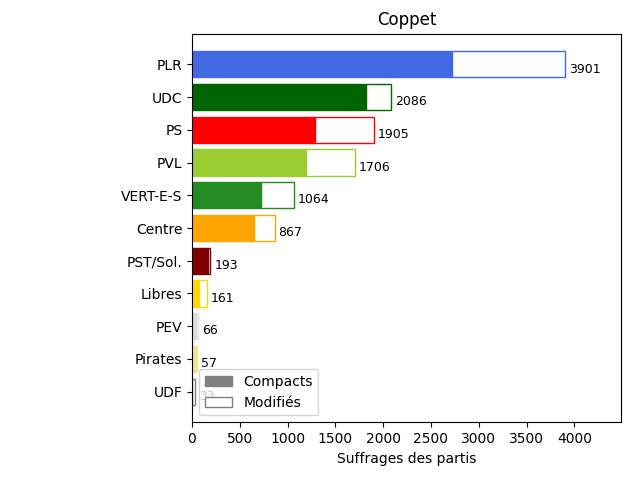 Coppet
PLR 3901
UDC 2086
PS 1905
PVL 1706
VERT-E-S 1064
Centre 867
PST/Sol. 193
Libres 161
PEV 66
Pirates 57
UDF 33
Compacts
Modifiés
0 500 1000 1500 2000 2500 3000 3500 4000
Suffrages des partis